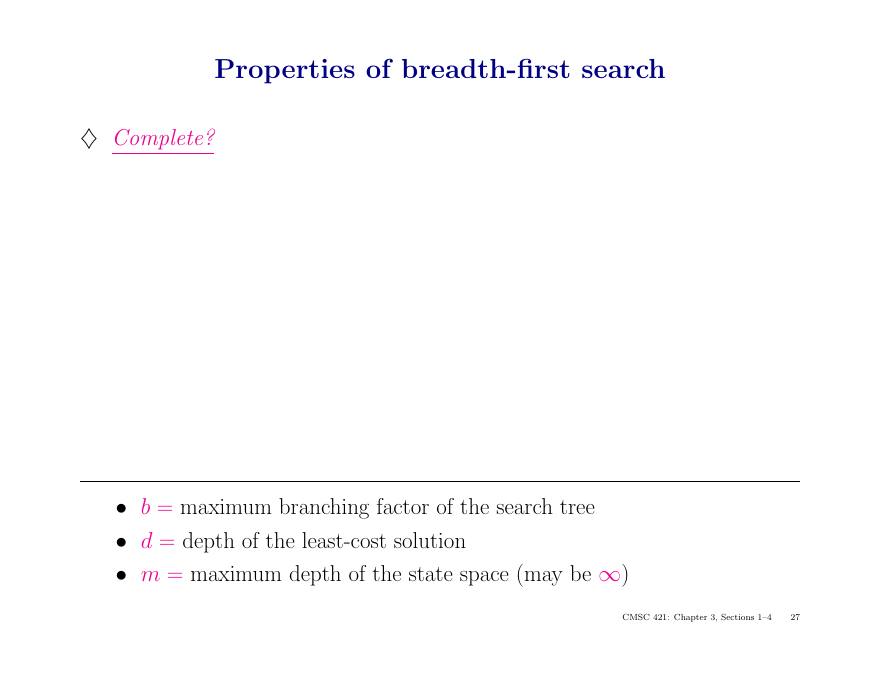 Properties of breadth-first search
♢ Complete?
• b = maximum branching factor of the search tree
• d = depth of the least-cost solution
• m = maximum depth of the state space (may be ∞)
CMSC 421: Chapter 3, Sections 1–4 27